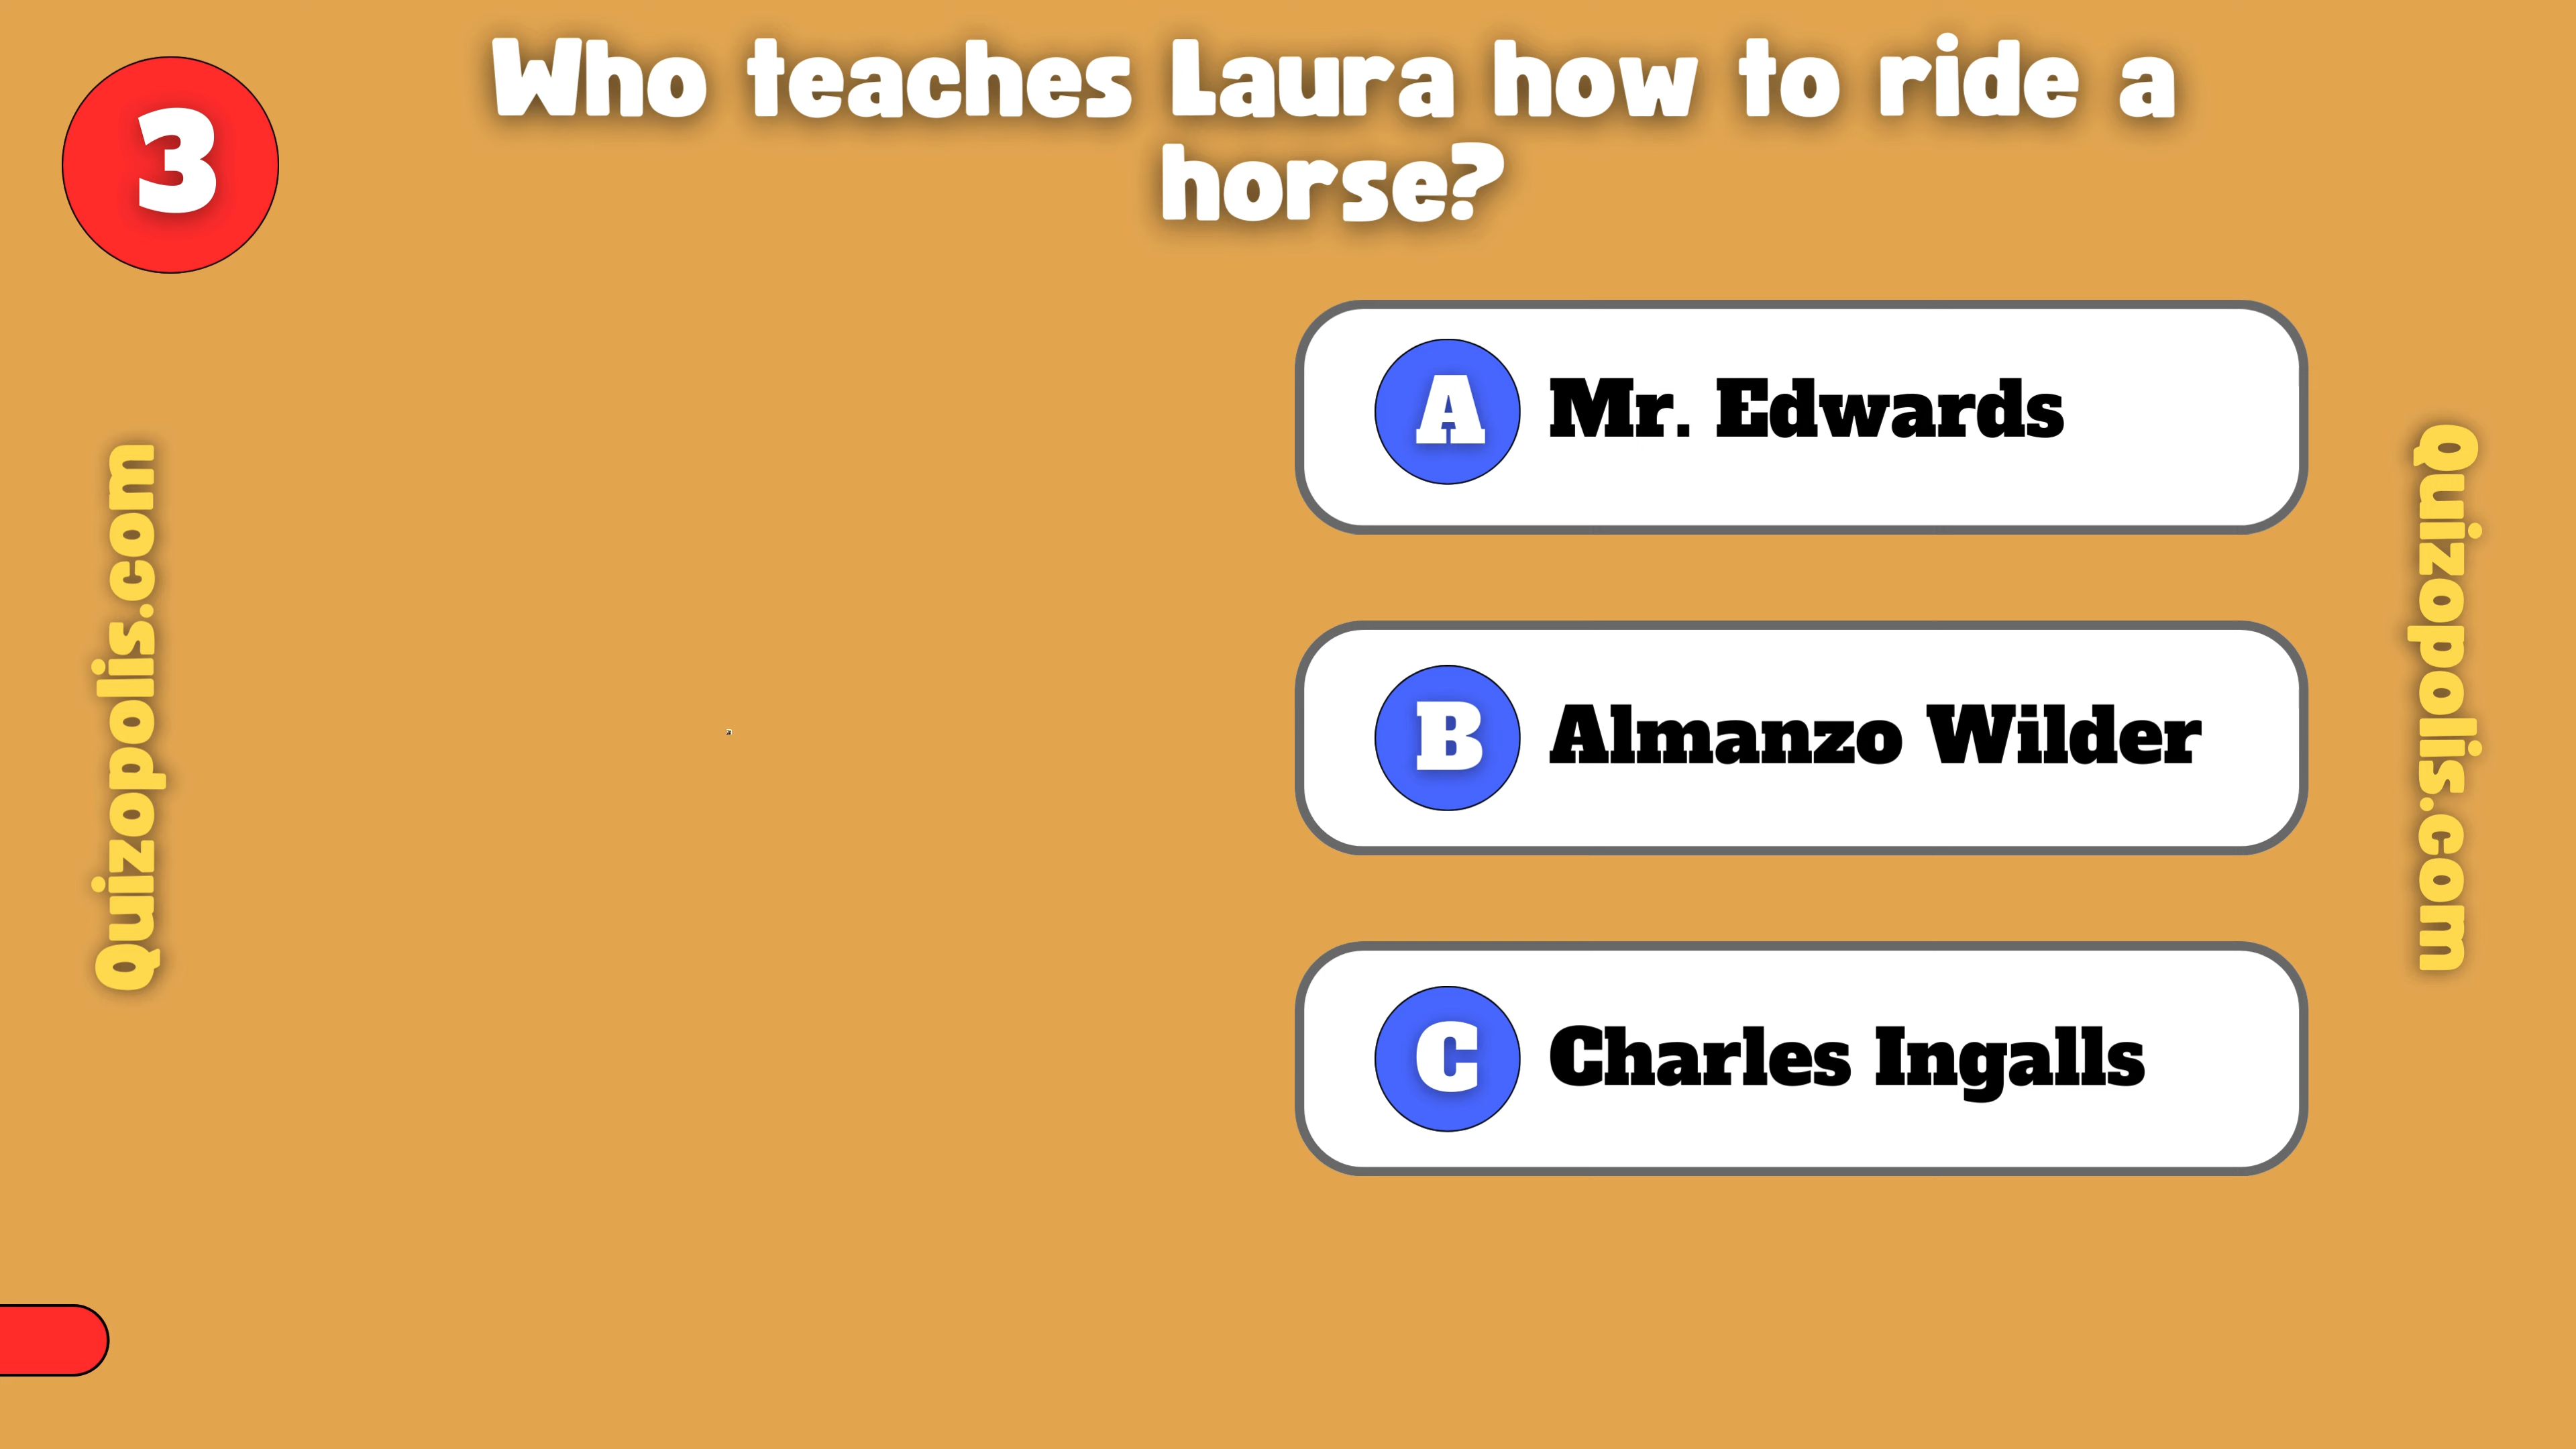 3
Who teaches Laura how to ride a
horse?
A Mr. Edwards
B Almanzo Wilder
C Charles Ingalls
Quizopolis.com
Quizopolis.com